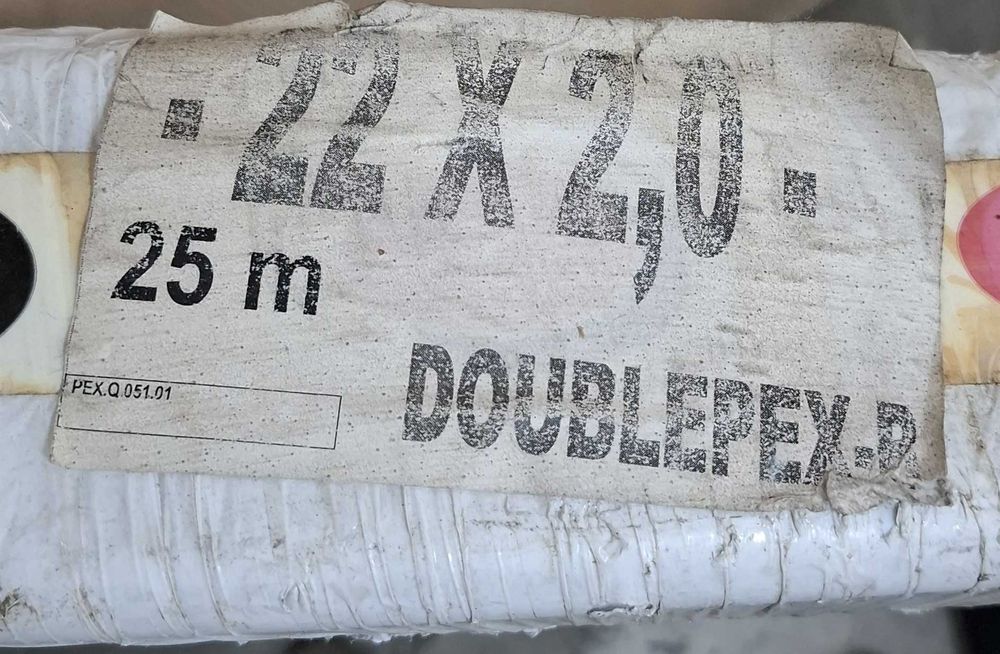 - 22 X 2,0 -
25 m
DOUBLEPEX-R
PEX.Q.051.01